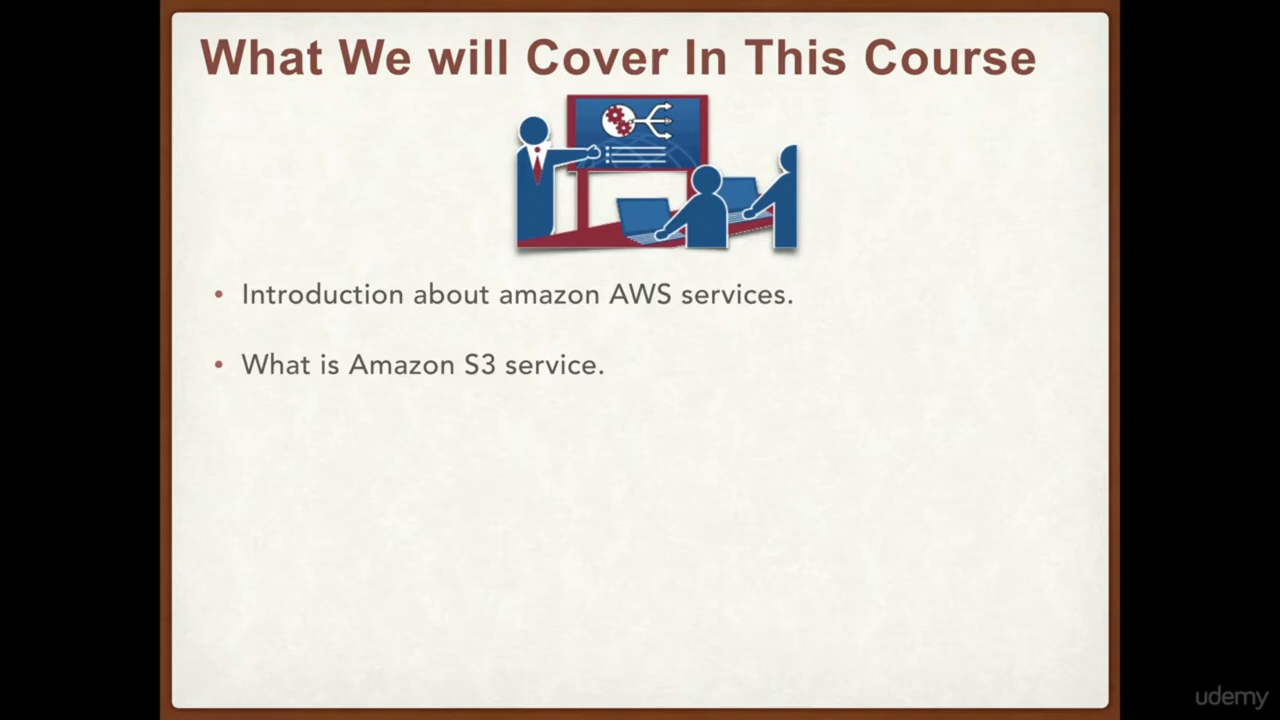 What We will Cover In This Course
• Introduction about amazon AWS services.
• What is Amazon S3 service.
udemy